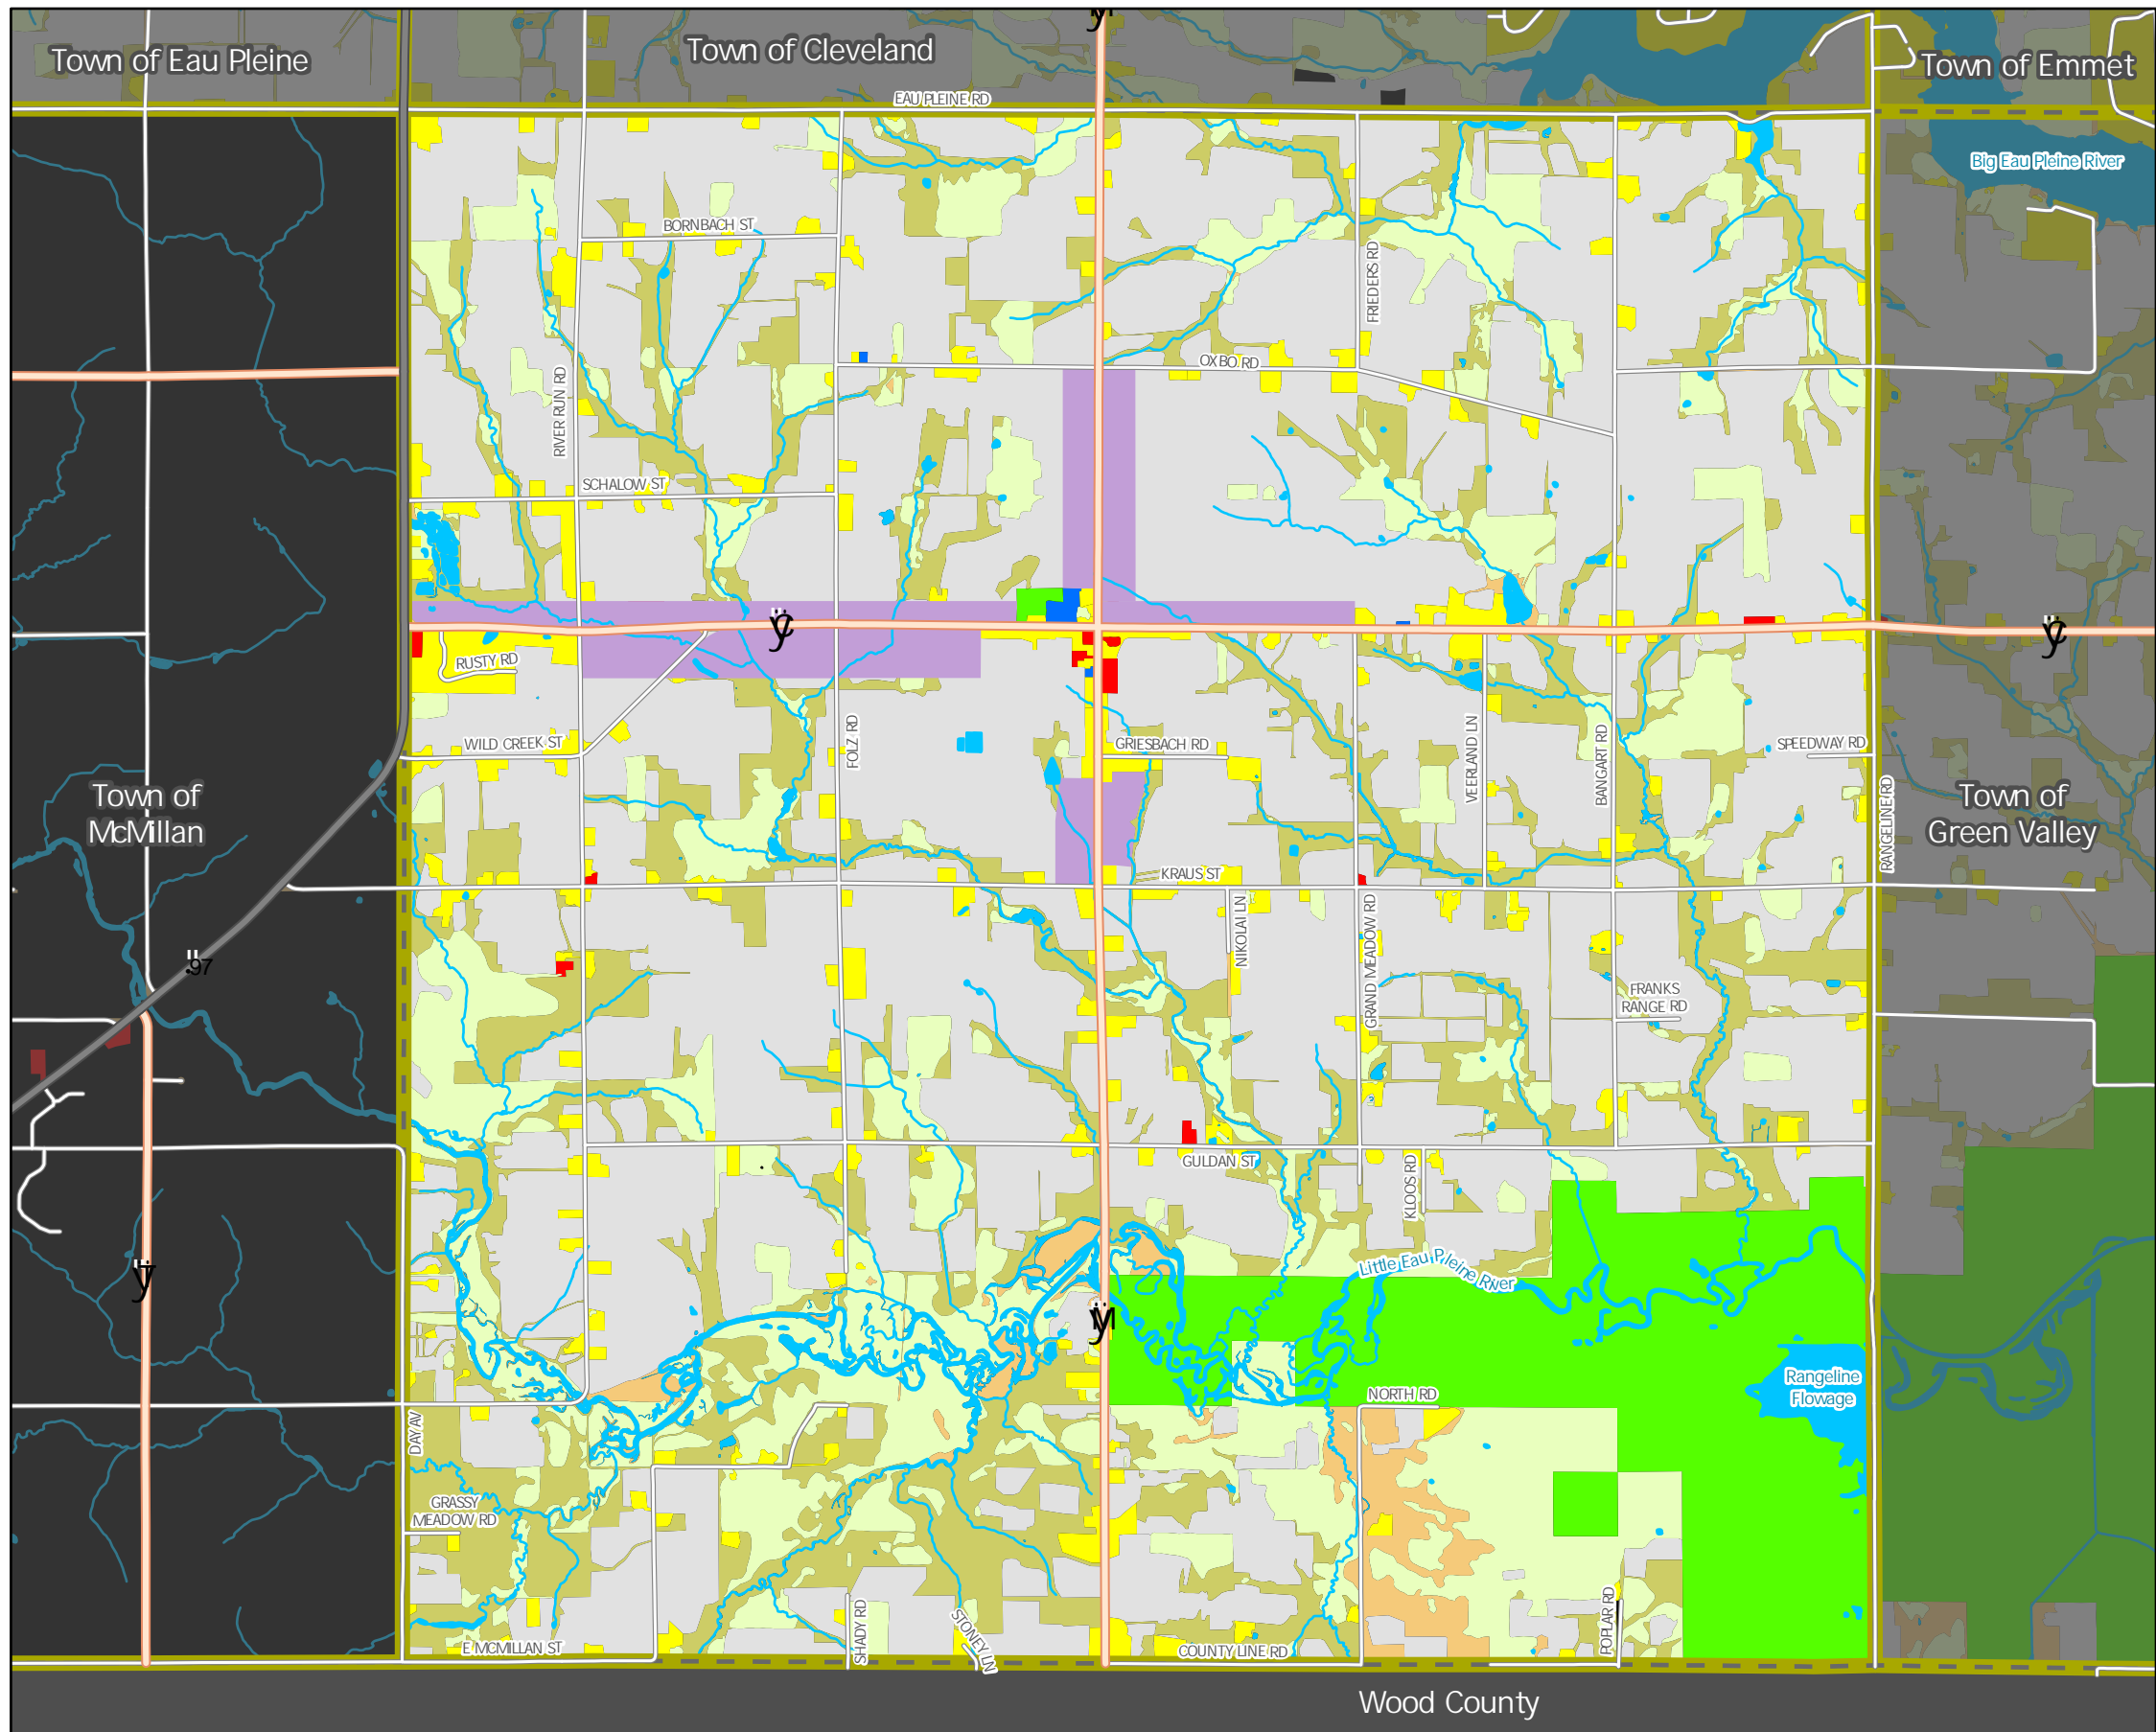 Town of Eau Pleine
Town of Cleveland
Town of Emmet
EAU PLEINE RD
Big Eau Pleine River
BORNBACH ST
FRIEDERS RD
OXBO RD
RIVER RUN RD
SCHALOW ST
C
C
RUSTY RD
WILD CREEK ST
FOLZ RD
GRIESBACH RD
VEERLAND LN
BANGART RD
SPEEDWAY RD
RANGELINE RD
Town of
McMillan
Town of
Green Valley
KRAUS ST
NIKOLAI LN
GRAND MEADOW RD
97
FRANKS
RANGE RD
GULDAN ST
KLOOS RD
Little Eau Pleine River
T
M
Rangeline
Flowage
NORTH RD
DAY AV
GRASSY
MEADOW RD
E MCMILLAN ST
SHADY RD
STONEY LN
COUNTY LINE RD
POPLAR RD
Wood County